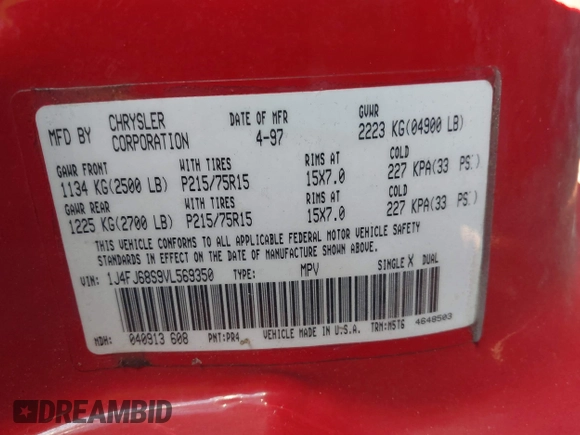 MFD BY CHRYSLER CORPORATION DATE OF MFR 4-97 GVWR 2223 KG(04900 LB)
GAWR FRONT WITH TIRES RIMS AT COLD
1134 KG(2500 LB) P215/75R15 15X7.0 227 KPA(33 PSI)
GAWR REAR WITH TIRES RIMS AT COLD
1225 KG(2700 LB) P215/75R15 15X7.0 227 KPA(33 PSI)
THIS VEHICLE CONFORMS TO ALL APPLICABLE FEDERAL MOTOR VEHICLE SAFETY
STANDARDS IN EFFECT ON THE DATE OF MANUFACTURE SHOWN ABOVE.
VIN: 1J4FJ68S9VL569350 TYPE: MPV SINGLE X DUAL
MDH: 040913 608 PNT:PR4 VEHICLE MADE IN U.S.A. TRM:M5TG 4648503
DREAMBID